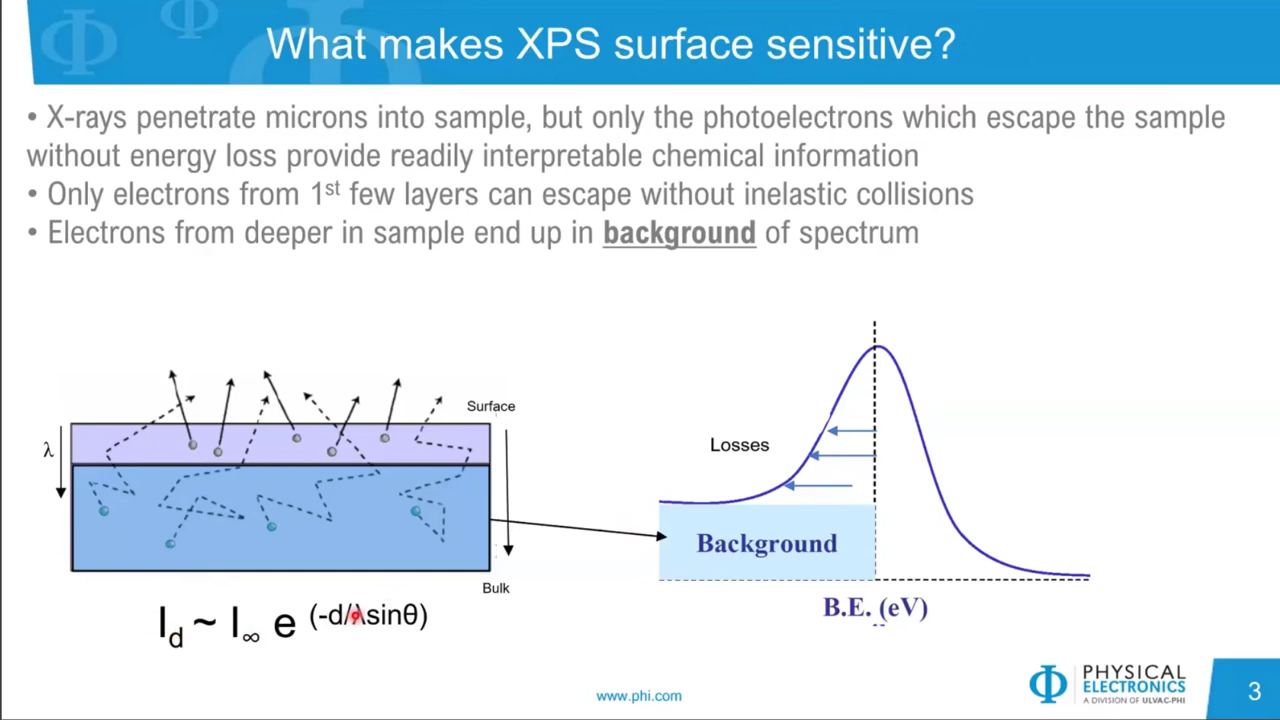 What makes XPS surface sensitive?
• X-rays penetrate microns into sample, but only the photoelectrons which escape the sample
without energy loss provide readily interpretable chemical information
• Only electrons from 1st few layers can escape without inelastic collisions
• Electrons from deeper in sample end up in background of spectrum
Surface
λ
Losses
Background
Bulk
B.E. (eV)
I_d ~ I_∞ e^(-d/λsinθ)
Φ PHYSICAL
ELECTRONICS
A DIVISION OF ULVAC-PHI
www.phi.com
3